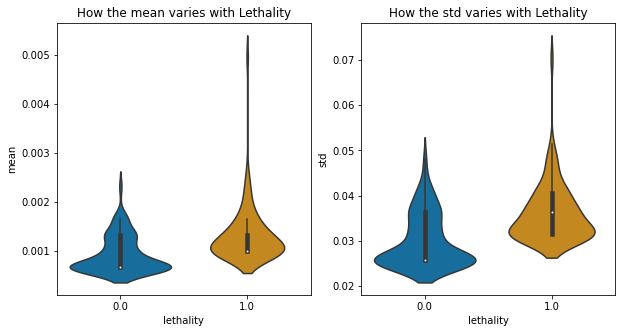 How the mean varies with Lethality
mean
0.005
0.004
0.003
0.002
0.001
0.0 1.0
lethality
How the std varies with Lethality
std
0.07
0.06
0.05
0.04
0.03
0.02
0.0 1.0
lethality